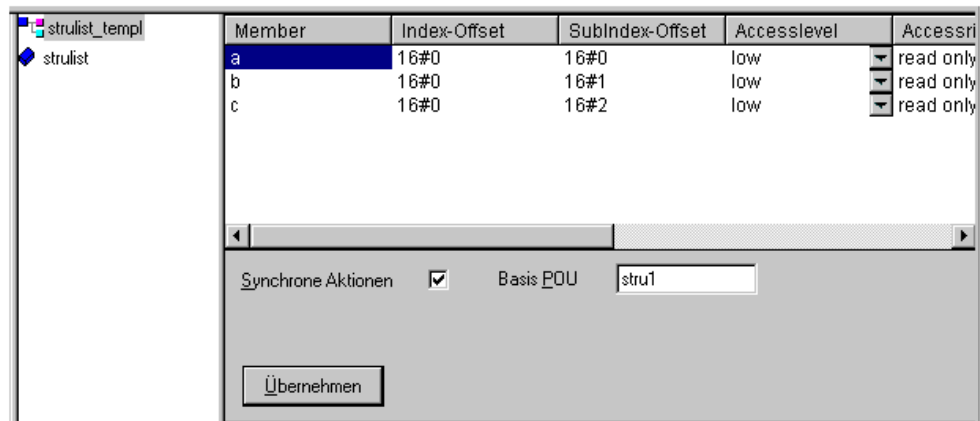 strulist_templ
strulist
Member Index-Offset SubIndex-Offset Accesslevel Accessri
a 16#0 16#0 low read only
b 16#0 16#1 low read only
c 16#0 16#2 low read only
Synchrone Aktionen Basis POU stru1
Übernehmen